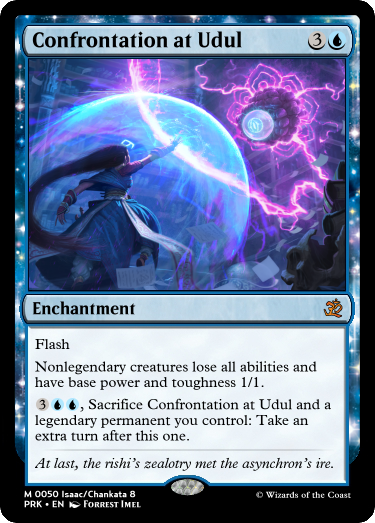 Confrontation at Udul 3
Enchantment
Flash
Nonlegendary creatures lose all abilities and
have base power and toughness 1/1.
3, Sacrifice Confrontation at Udul and a
legendary permanent you control: Take an
extra turn after this one.
At last, the rishi's zealotry met the asynchron's ire.
M 0050 Isaac/Chankata 8
PRK • EN Forrest Imel
© Wizards of the Coast